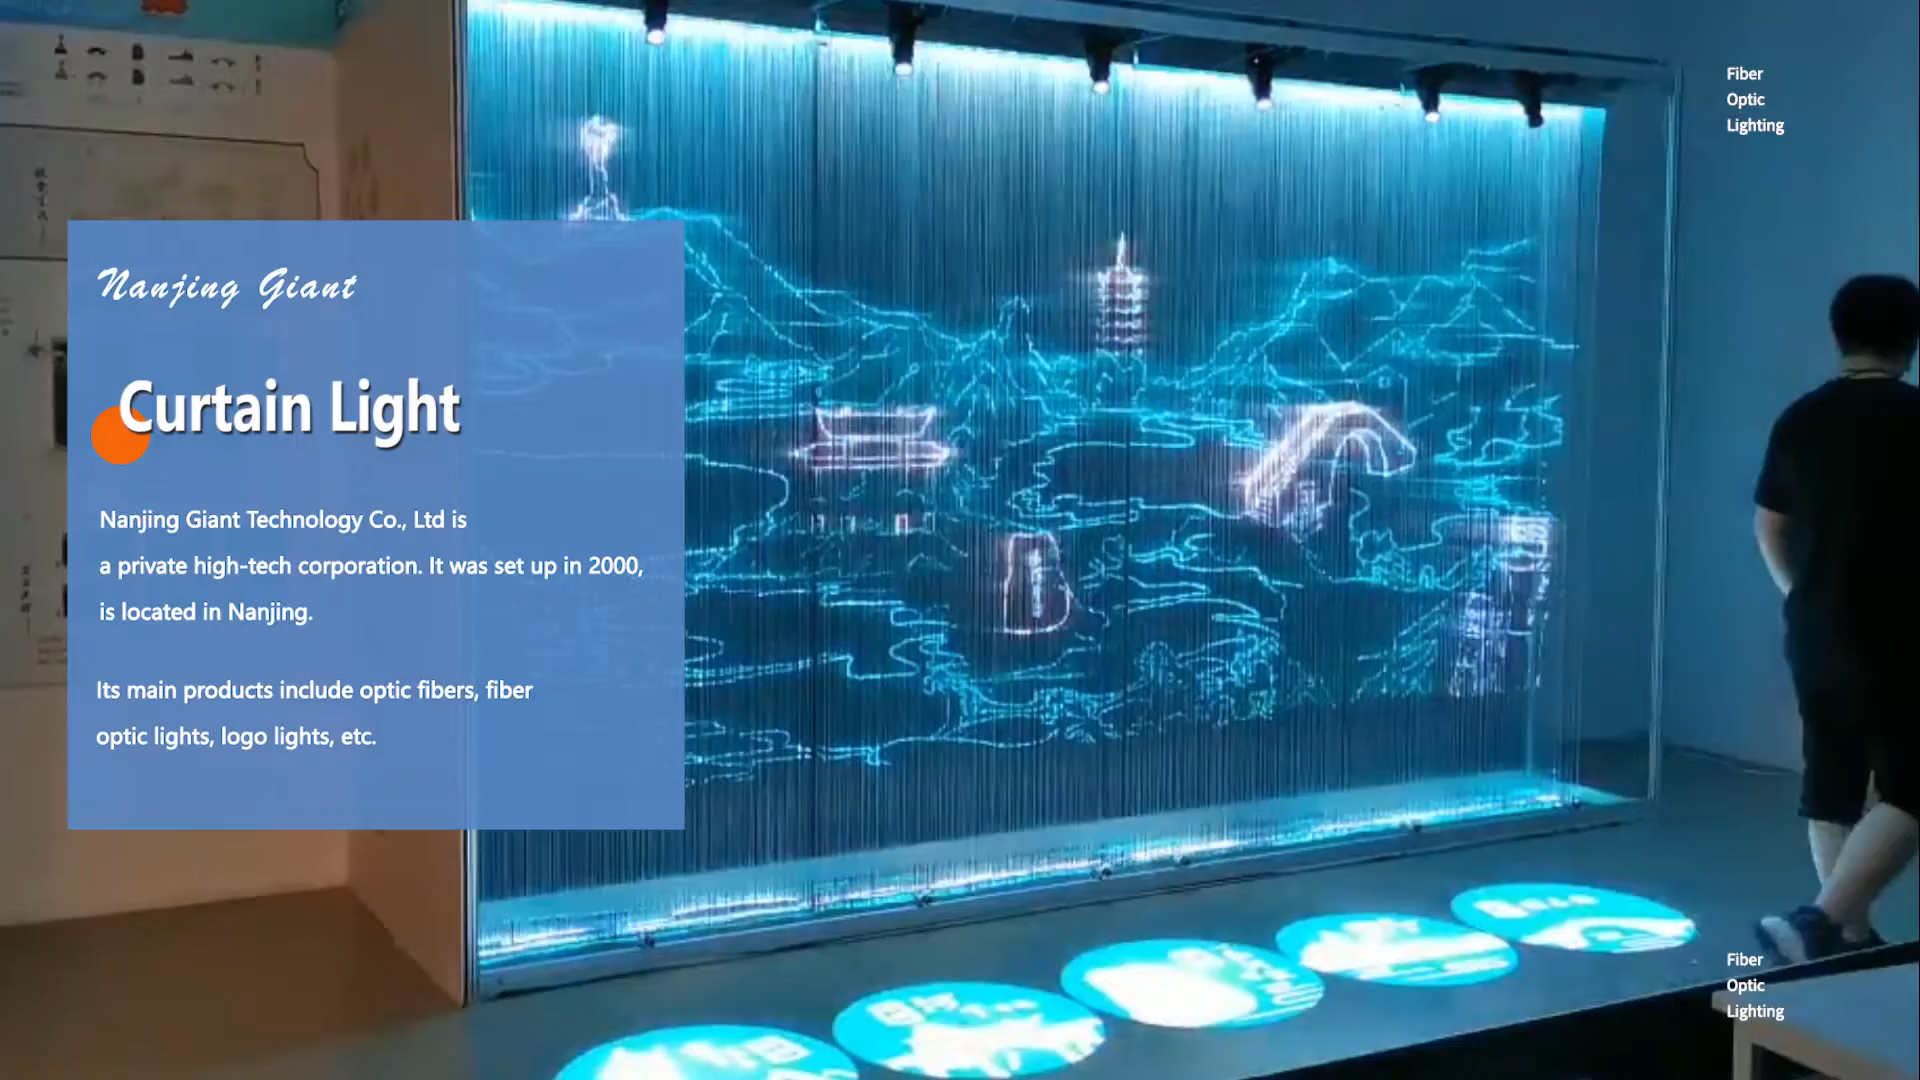 Nanjing Giant
Curtain Light
Nanjing Giant Technology Co., Ltd is
a private high-tech corporation. It was set up in 2000,
is located in Nanjing.
Its main products include optic fibers, fiber
optic lights, logo lights, etc.
Fiber
Optic
Lighting
Fiber
Optic
Lighting